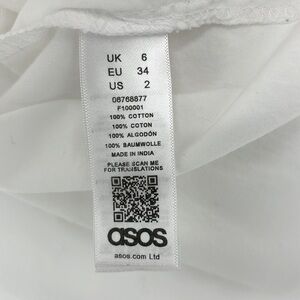 UK 6
EU 34
US 2
08768877
F100001
100% COTTON
100% COTON
100% ALGODÓN
100% BAUMWOLLE
MADE IN INDIA
PLEASE SCAN ME
FOR TRANSLATIONS
asos
asos.com Ltd